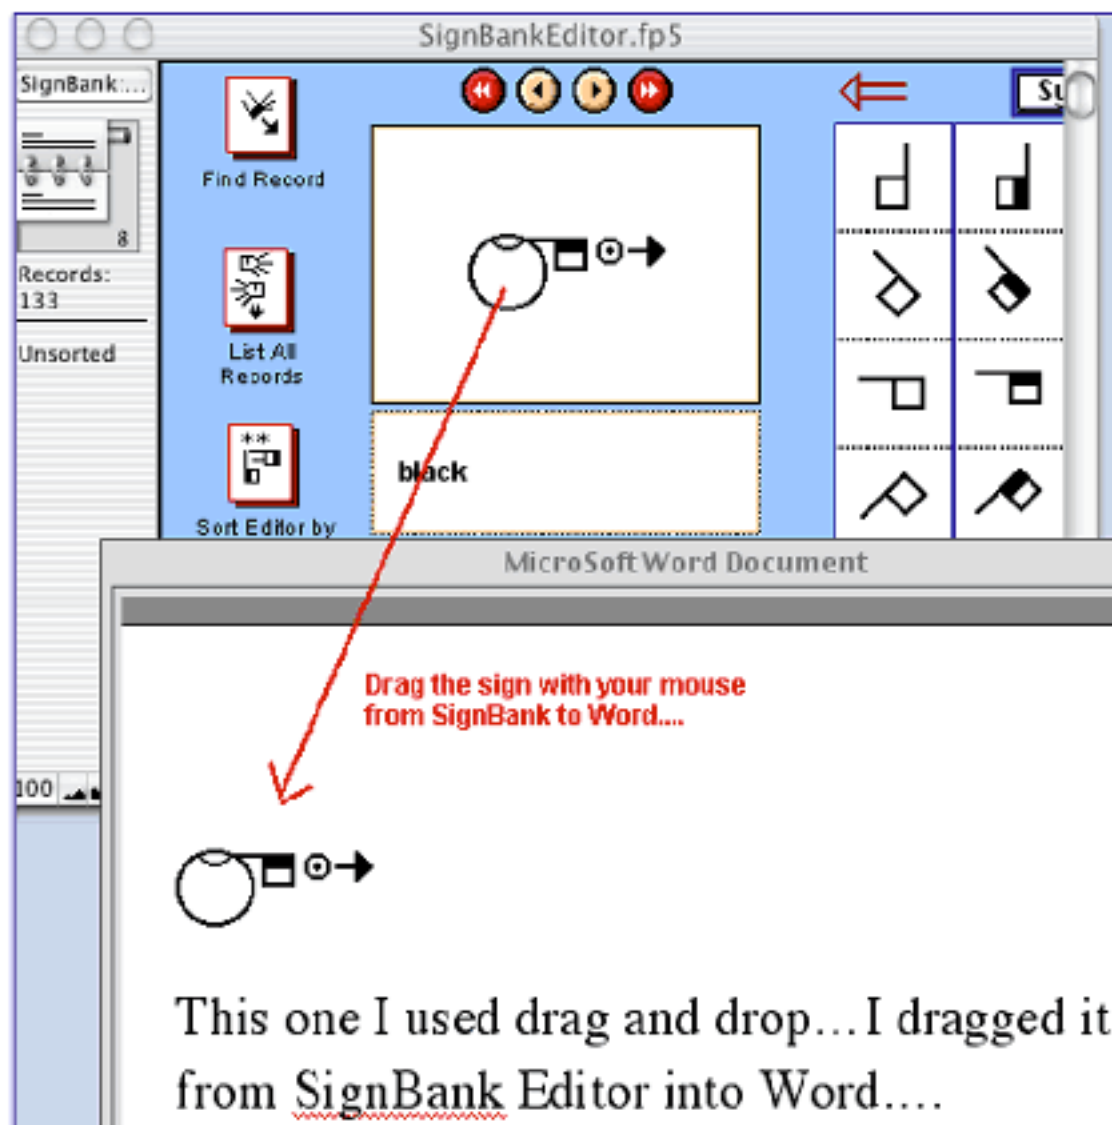 SignBankEditor.fp5
SignBank:...
Find Record
8
Records:
133
List All
Records
Unsorted
black
**
Sort Editor by
MicroSoft Word Document
Drag the sign with your mouse
from SignBank to Word....
100
This one I used drag and drop...I dragged it
from SignBank Editor into Word....